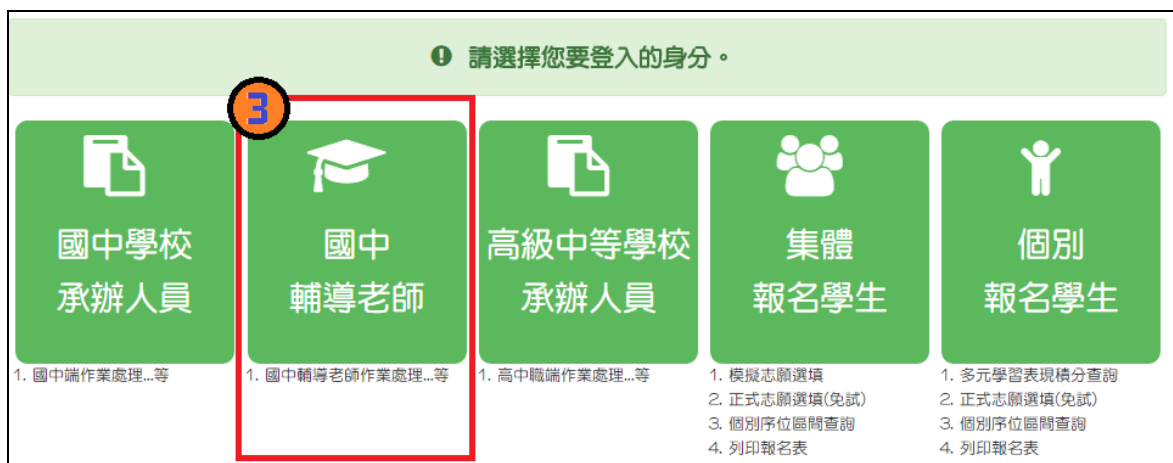 請選擇您要登入的身分。
3
國中學校
承辦人員
1. 國中端作業處理...等
國中
輔導老師
1. 國中輔導老師作業處理...等
高級中等學校
承辦人員
1. 高中職端作業處理...等
集體
報名學生
1. 模擬志願選填
2. 正式志願選填(免試)
3. 個別序位區間查詢
4. 列印報名表
個別
報名學生
1. 多元學習表現積分查詢
2. 正式志願選填(免試)
3. 個別序位區間查詢
4. 列印報名表